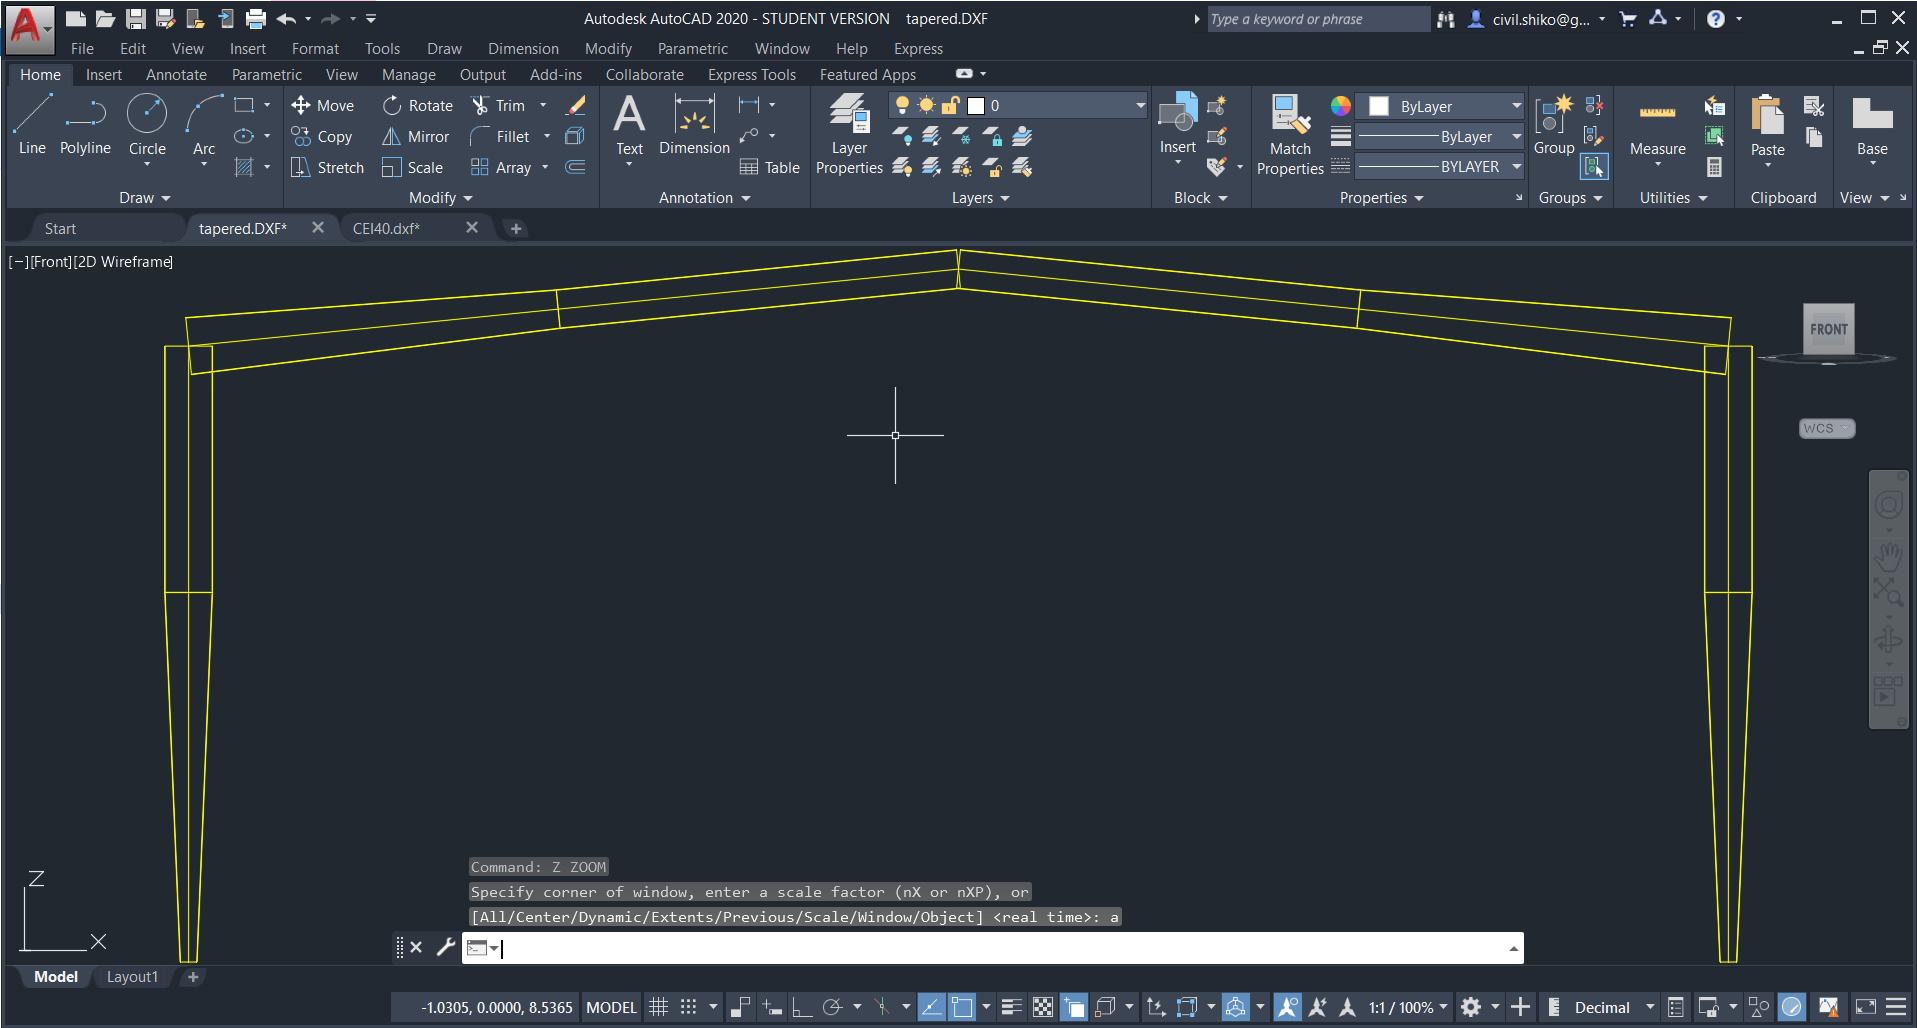 A
Autodesk AutoCAD 2020 - STUDENT VERSION tapered.DXF
Type a keyword or phrase
civil.shiko@g...
?
File Edit View Insert Format Tools Draw Dimension Modify Parametric Window Help Express
Home Insert Annotate Parametric View Manage Output Add-ins Collaborate Express Tools Featured Apps
Line Polyline Circle Arc
Draw
Move Rotate Trim
Copy Mirror Fillet
Stretch Scale Array
Modify
A
Text Dimension Table
Annotation
Layer Properties
0
Layers
Insert
Block
Match Properties
ByLayer
ByLayer
BYLAYER
Properties
Group
Groups
Measure
Utilities
Paste
Clipboard
Base
View
Start tapered.DXF* CEI40.dxf*
[−][Front][2D Wireframe]
FRONT
WCS
Command: Z ZOOM
Specify corner of window, enter a scale factor (nX or nXP), or
[All/Center/Dynamic/Extents/Previous/Scale/Window/Object] <real time>: a
Z
X
Model Layout1 +
-1.0305, 0.0000, 8.5365 MODEL 1:1 / 100% Decimal